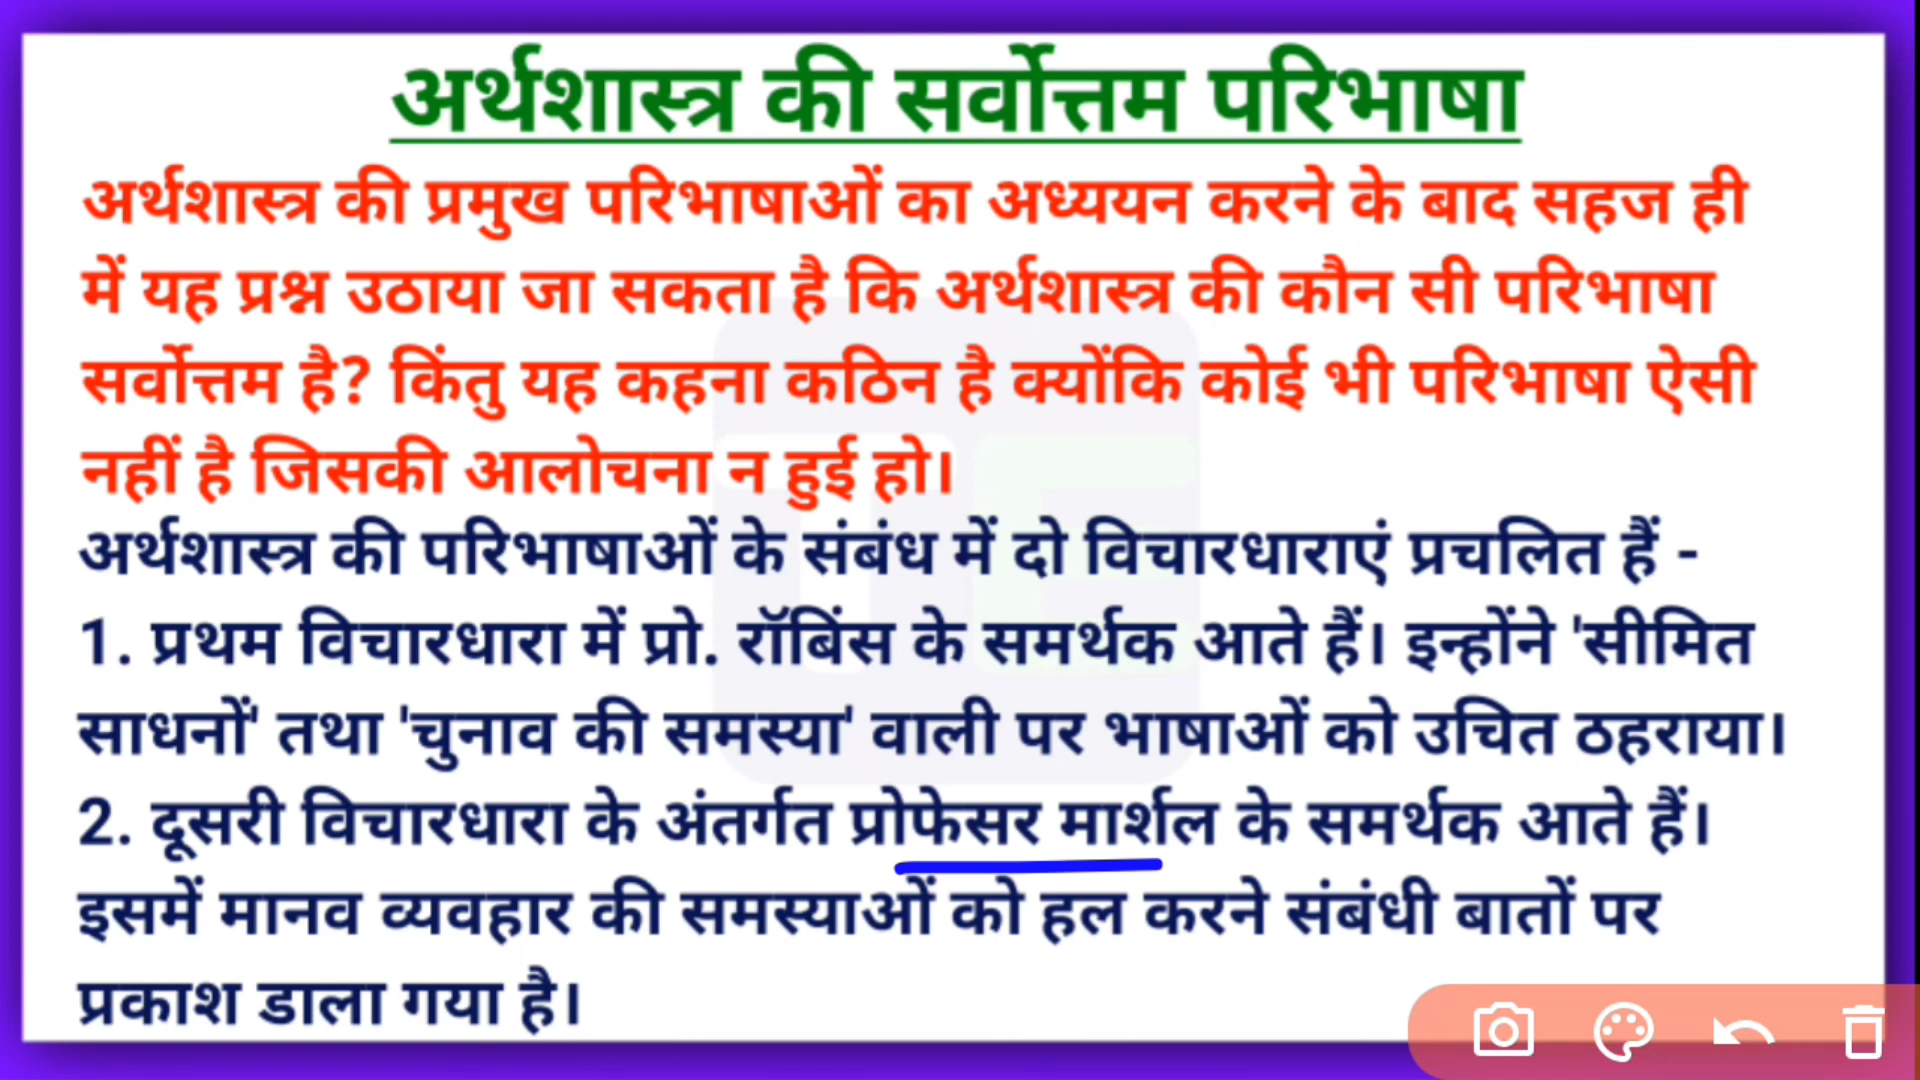 अर्थशास्त्र की सर्वोत्तम परिभाषा
अर्थशास्त्र की प्रमुख परिभाषाओं का अध्ययन करने के बाद सहज ही
में यह प्रश्न उठाया जा सकता है कि अर्थशास्त्र की कौन सी परिभाषा
सर्वोत्तम है? किंतु यह कहना कठिन है क्योंकि कोई भी परिभाषा ऐसी
नहीं है जिसकी आलोचना न हुई हो।
अर्थशास्त्र की परिभाषाओं के संबंध में दो विचारधाराएं प्रचलित हैं -
1. प्रथम विचारधारा में प्रो. रॉबिंस के समर्थक आते हैं। इन्होंने 'सीमित
साधनों' तथा 'चुनाव की समस्या' वाली पर भाषाओं को उचित ठहराया।
2. दूसरी विचारधारा के अंतर्गत प्रोफेसर मार्शल के समर्थक आते हैं।
इसमें मानव व्यवहार की समस्याओं को हल करने संबंधी बातों पर
प्रकाश डाला गया है।